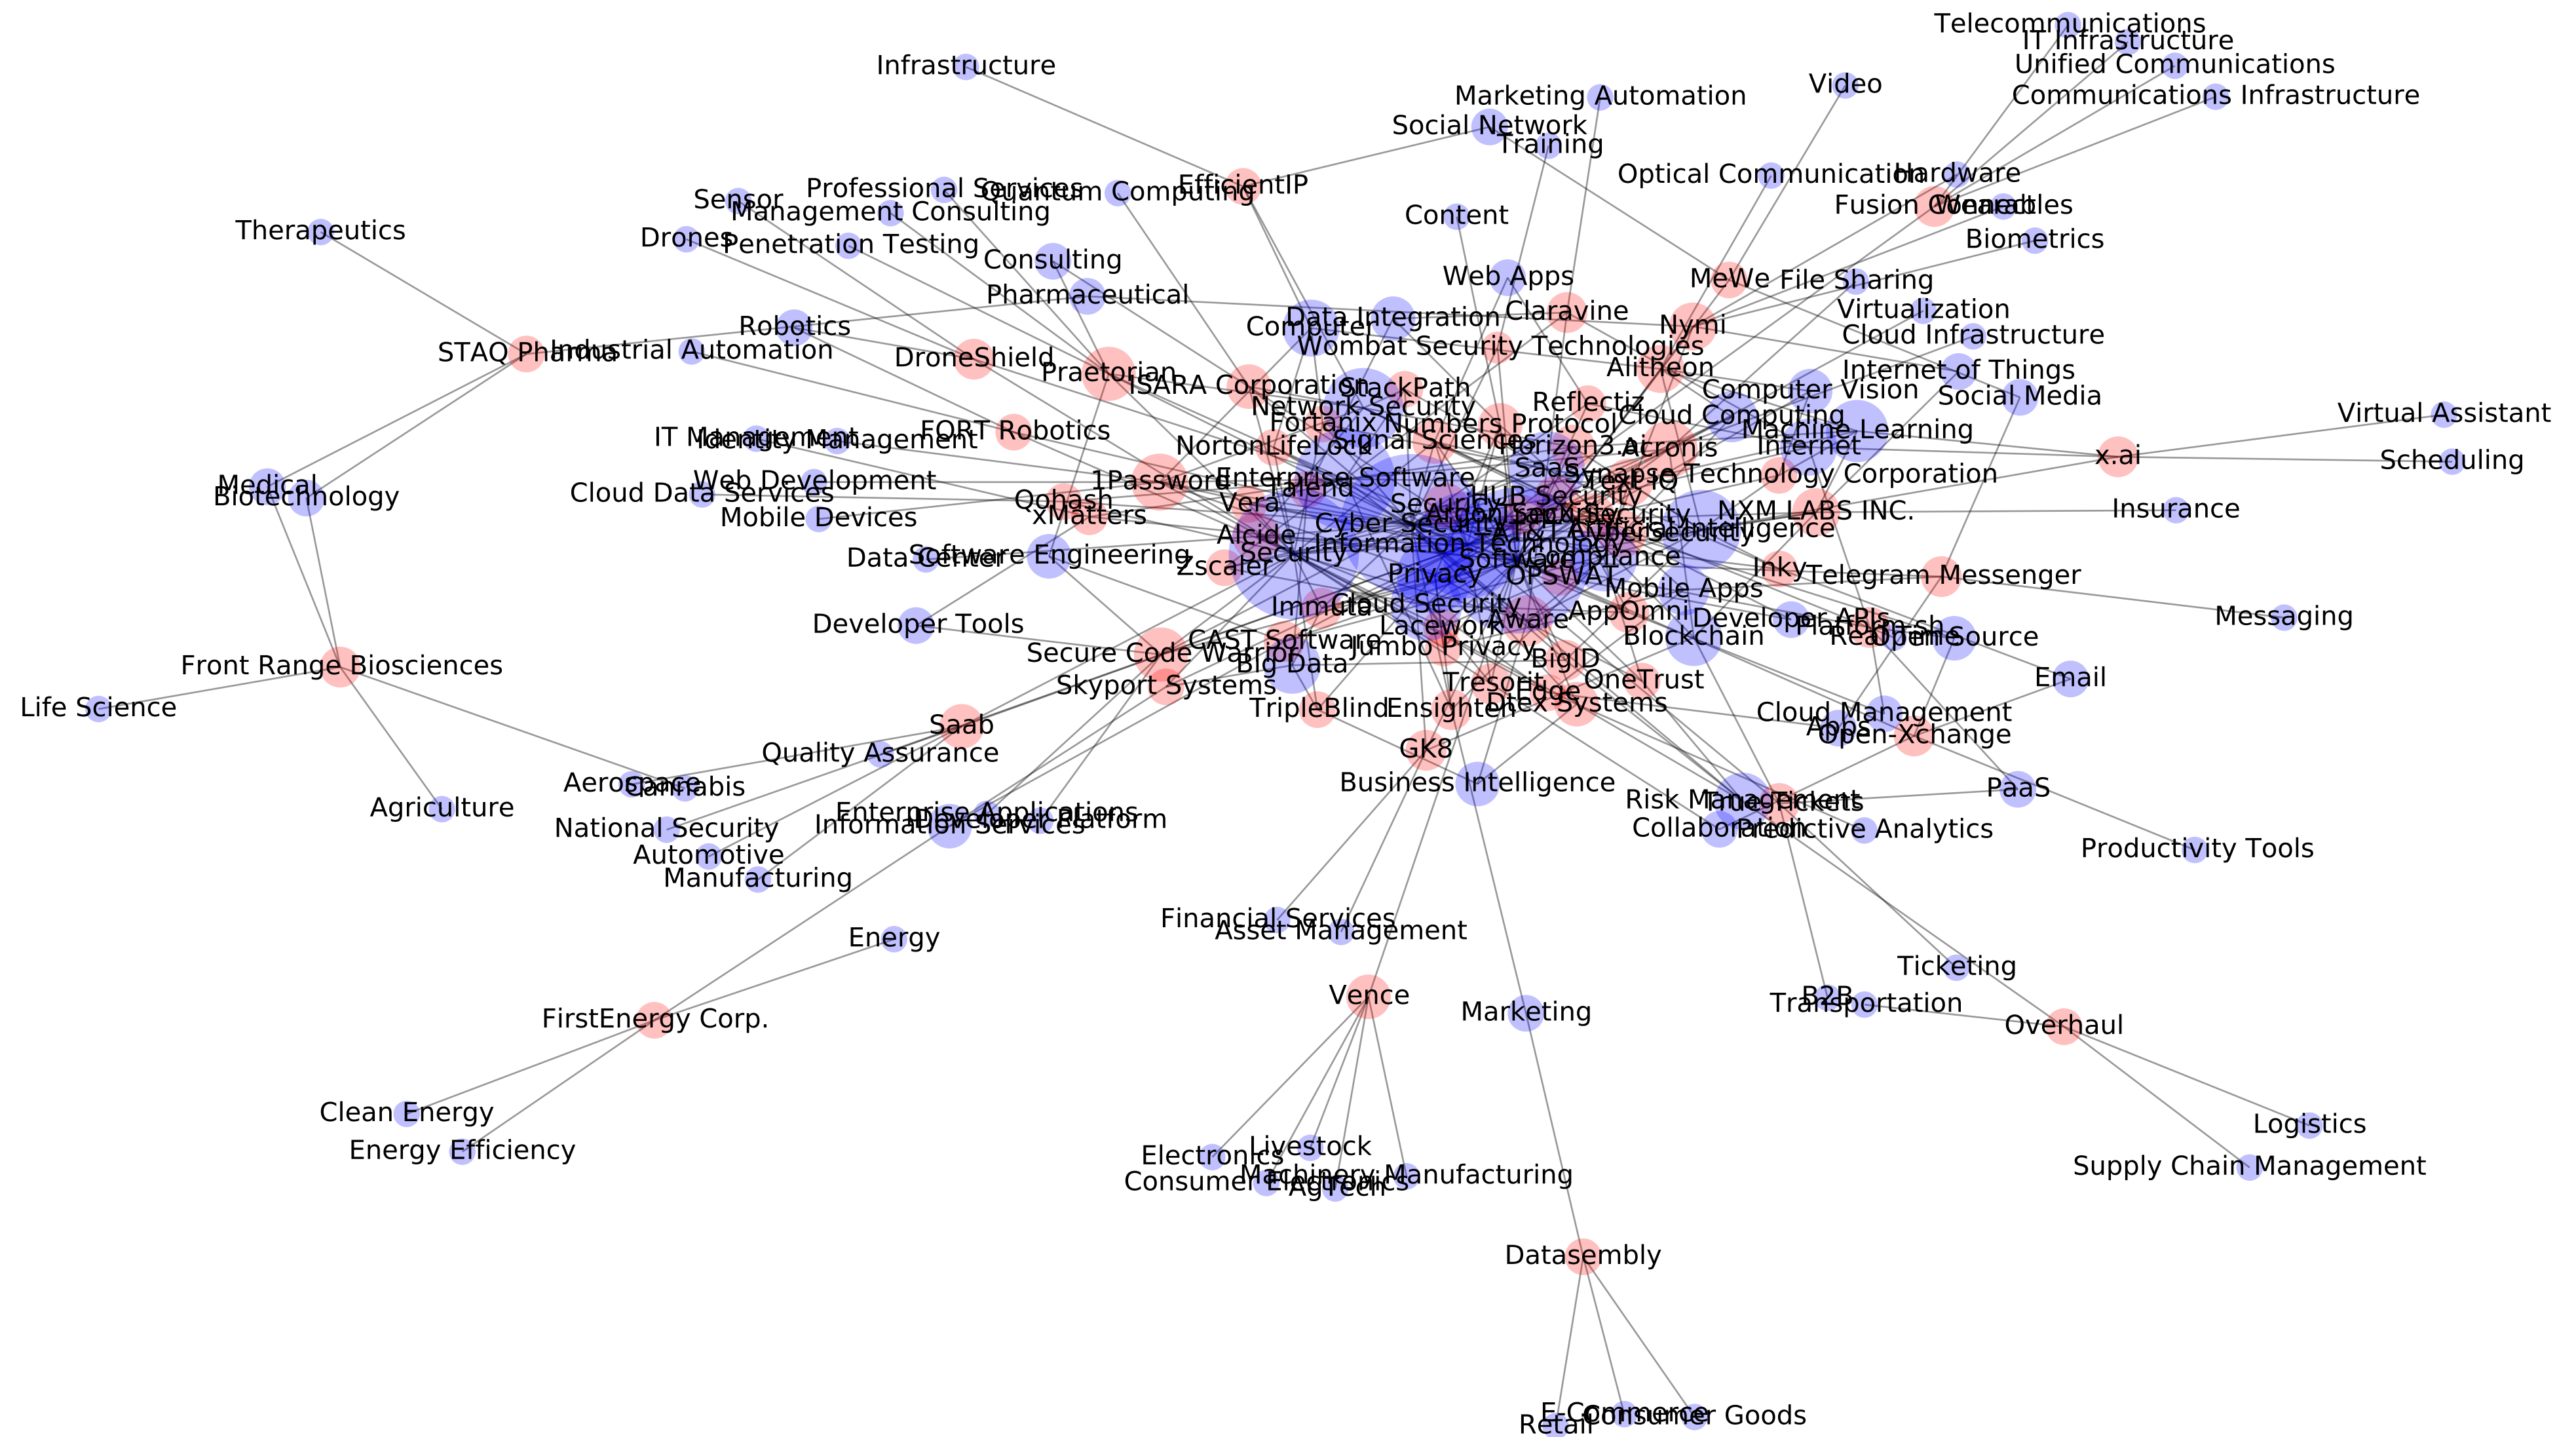 Telecommunications
IT Infrastructure
Infrastructure
Unified Communications
Video
Marketing Automation
Communications Infrastructure
Social Network
Training
Optical Communication
Hardware
EfficientIP
Professional Services
Quantum Computing
Sensor
Management Consulting
Fusion Connect
Wearables
Content
Therapeutics
Drones
Penetration Testing
Biometrics
Consulting
Web Apps
MeWe
File Sharing
Pharmaceutical
Claravine
Virtualization
Data Integration
Computer
Robotics
Nymi
Cloud Infrastructure
Wombat Security Technologies
STAQ Pharma
Industrial Automation
DroneShield
Praetorian
Alitheon
Internet of Things
ISARA Corporation
StackPath
Computer Vision
Social Media
Network Security
Reflectiz
Cloud Computing
Virtual Assistant
Fortanix
Numbers Protocol
FORT Robotics
Machine Learning
IT Management
Identity Management
NortonLifeLock
Signal Sciences
Horizon3.ai
Acronis
Internet
x.ai
Scheduling
SaaS
Synapse Technology Corporation
Medical
Biotechnology
Web Development
Cloud Data Services
1Password
Enterprise Software
Talend
Text IQ
Qohash
Vera
HUB Security
NXM LABS INC.
Insurance
Mobile Devices
xMatters
Cyber Security
Alcide
Artificial Intelligence
Cybersecurity
Information Technology
Data Center
Software Engineering
Security
Software
Compliance
Zscaler
Privacy
OPSWAT
Inky
Telegram Messenger
Mobile Apps
Immuta
Cloud Security
AppOmni
Developer APIs
Messaging
Developer Tools
Lacework
Aware
Blockchain
Platform.sh
Real Time
Open Source
CAST Software
Secure Code Warrior
Jumbo Privacy
Big Data
BigID
Front Range Biosciences
Skyport Systems
Tresorit
Edge
OneTrust
Email
Life Science
TripleBlind
Ensighten
Dtex Systems
Cloud Management
Saab
Apps
Open-Xchange
Quality Assurance
GK8
Aerospace
Cannabis
Business Intelligence
PaaS
Agriculture
Risk Management
True Tickets
Enterprise Applications
Information Services
Developer Platform
National Security
Collaboration
Predictive Analytics
Automotive
Productivity Tools
Manufacturing
Financial Services
Asset Management
Energy
Ticketing
Vence
B2B
Transportation
Marketing
FirstEnergy Corp.
Overhaul
Clean Energy
Logistics
Energy Efficiency
Livestock
Electronics
Supply Chain Management
Machinery Manufacturing
Consumer Electronics
AgTech
Datasembly
E-Commerce
Consumer Goods
Retail